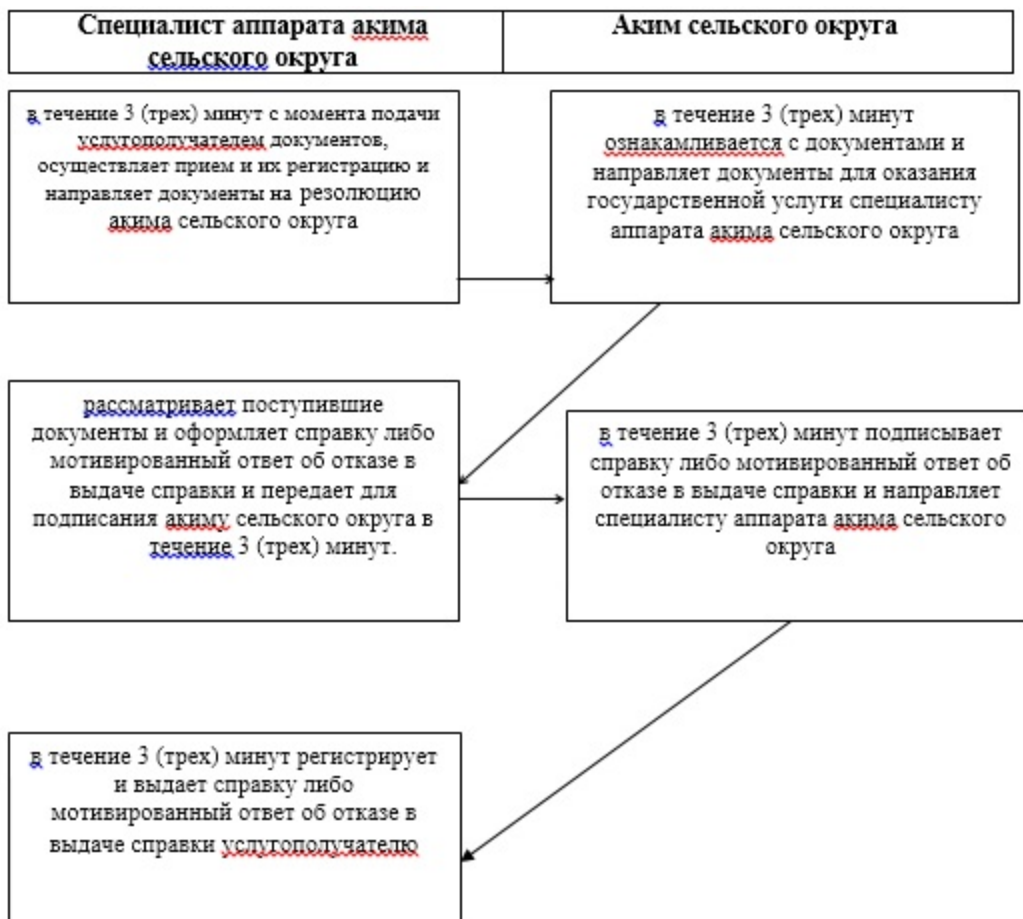 Специалист аппарата акима
сельского округа
Аким сельского округа
в течение 3 (трех) минут с момента подачи
услугополучателем документов,
осуществляет прием и их регистрацию и
направляет документы на резолюцию
акима сельского округа
в течение 3 (трех) минут
ознакамливается с документами и
направляет документы для оказания
государственной услуги специалисту
аппарата акима сельского округа
рассматривает поступившие
документы и оформляет справку либо
мотивированный ответ об отказе в
выдаче справки и передает для
подписания акиму сельского округа в
течение 3 (трех) минут.
в течение 3 (трех) минут подписывает
справку либо мотивированный ответ об
отказе в выдаче справки и направляет
специалисту аппарата акима сельского
округа
в течение 3 (трех) минут регистрирует
и выдает справку либо
мотивированный ответ об отказе в
выдаче справки услугополучателю